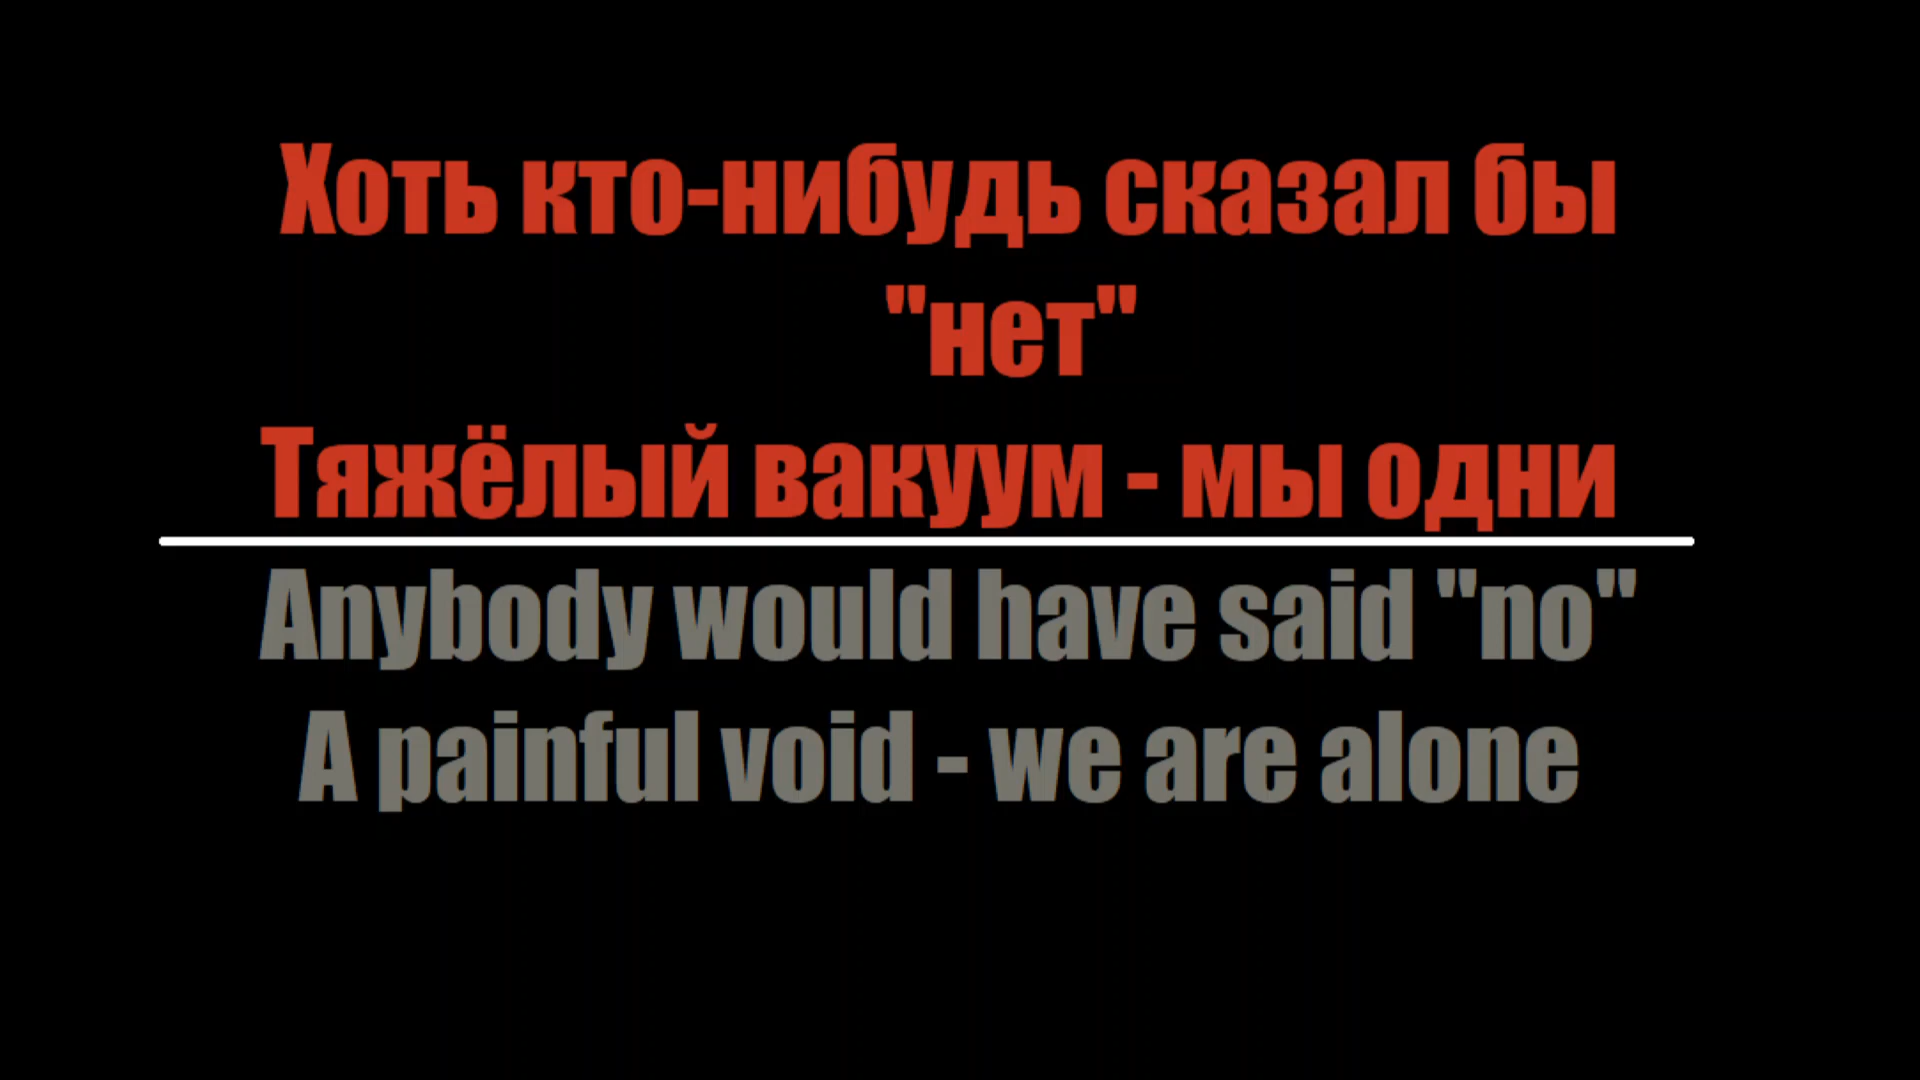 Хоть кто-нибудь сказал бы
"нет"
Тяжёлый вакуум - мы одни
Anybody would have said "no"
A painful void - we are alone